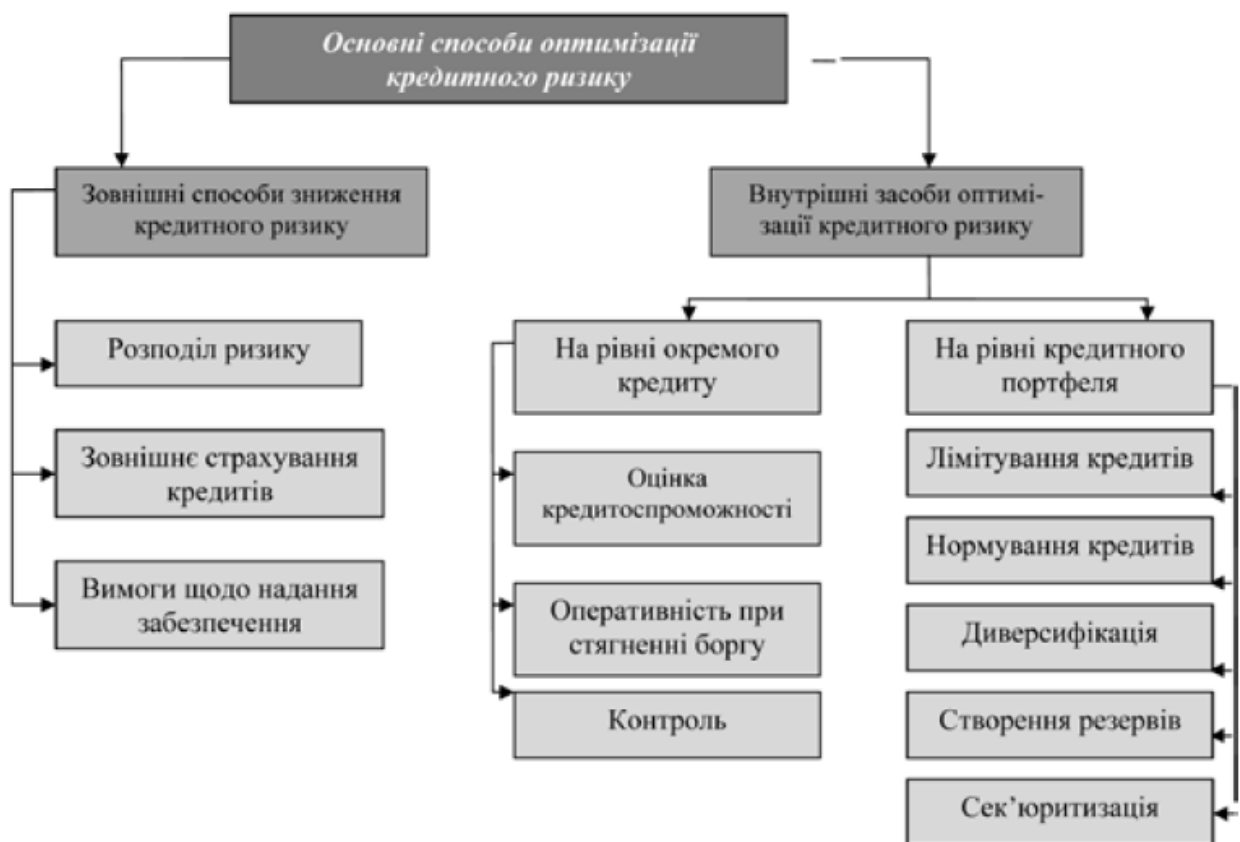 Основні способи оптимізації
кредитного ризику
Зовнішні способи зниження
кредитного ризику
Розподіл ризику
Зовнішнє страхування
кредитів
Вимоги щодо надання
забезпечення
Внутрішні засоби оптимі-
зації кредитного ризику
На рівні окремого
кредиту
Оцінка
кредитоспроможності
Оперативність при
стягненні боргу
Контроль
На рівні кредитного
портфеля
Лімітування кредитів
Нормування кредитів
Диверсифікація
Створення резервів
Сек’юритизація